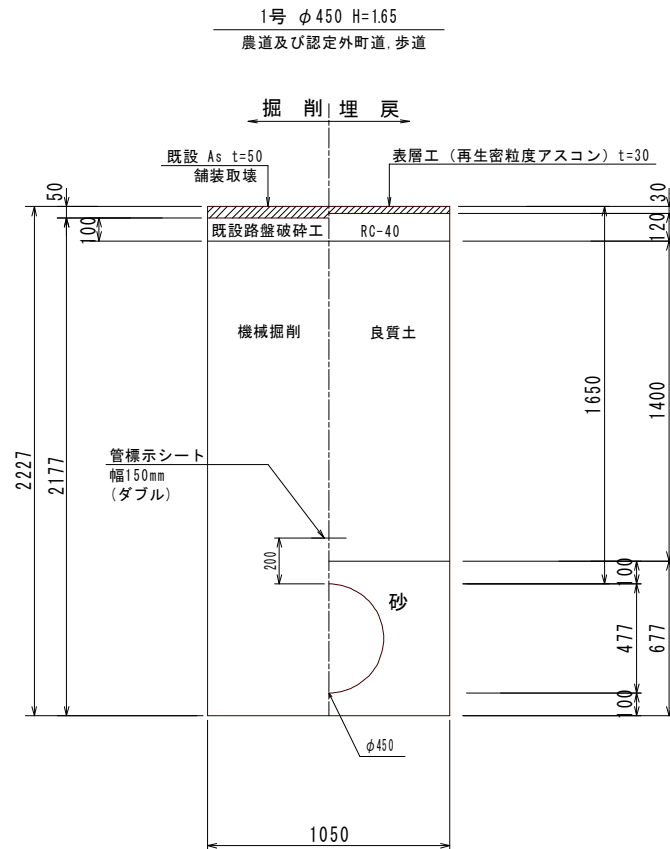 1号 φ450 H=1.65
農道及び認定外町道,歩道
掘 削 埋 戻
既設 As t=50
舗装取壊
表層工 (再生密粒度アスコン) t=30
50
30
100
120
既設路盤破砕工
RC-40
機械掘削
良質土
1650
1400
2227
2177
管標示シート
幅150mm
(ダブル)
200
100
砂
477
677
100
φ450
1050